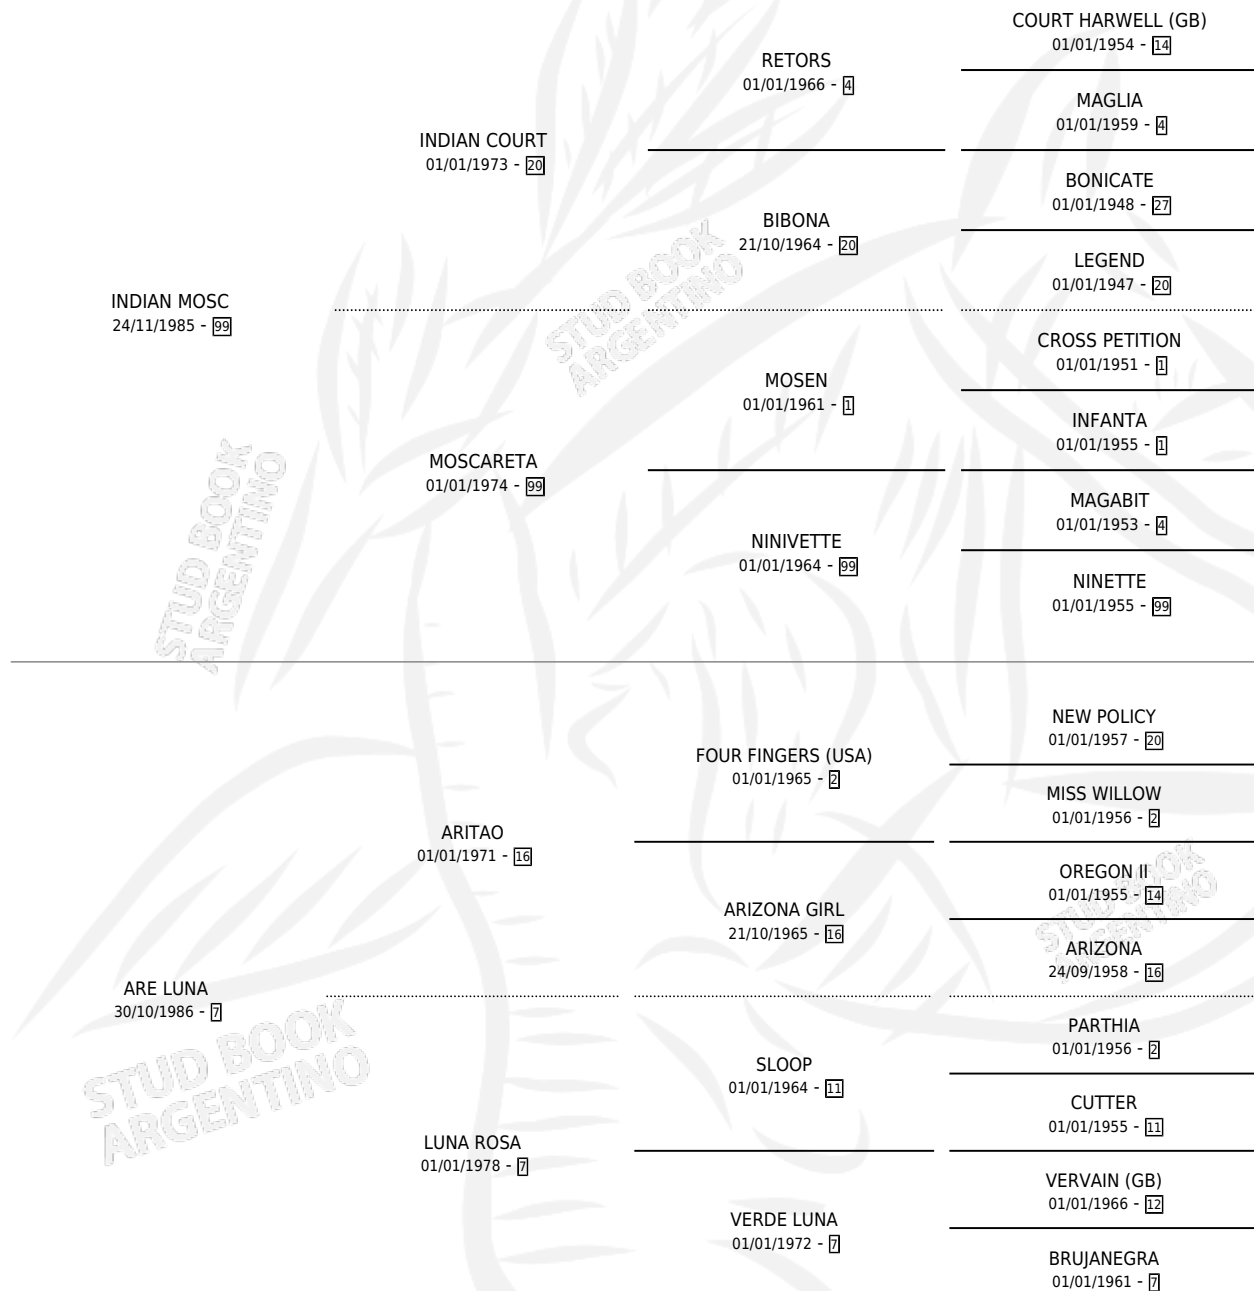 COURT HARWELL (GB)
01/01/1954 - 14
RETORS
01/01/1966 - 4
MAGLIA
01/01/1959 - 4
INDIAN COURT
01/01/1973 - 20
BONICATE
01/01/1948 - 27
BIBONA
21/10/1964 - 20
LEGEND
01/01/1947 - 20
INDIAN MOSC
24/11/1985 - 99
CROSS PETITION
01/01/1951 - 1
MOSEN
01/01/1961 - 1
INFANTA
01/01/1955 - 1
MOSCARETA
01/01/1974 - 99
MAGABIT
01/01/1953 - 4
NINIVETTE
01/01/1964 - 99
NINETTE
01/01/1955 - 99
STUD BOOK
ARGENTINO
STUD BOOK
ARGENTINO
NEW POLICY
01/01/1957 - 20
FOUR FINGERS (USA)
01/01/1965 - 2
MISS WILLOW
01/01/1956 - 2
ARITAO
01/01/1971 - 16
OREGON II
01/01/1955 - 14
ARIZONA GIRL
21/10/1965 - 16
ARIZONA
24/09/1958 - 16
STUD BOOK
ARGENTINO
ARE LUNA
30/10/1986 - 7
PARTHIA
01/01/1956 - 2
SLOOP
01/01/1964 - 11
CUTTER
01/01/1955 - 11
STUD BOOK
ARGENTINO
LUNA ROSA
01/01/1978 - 7
VERVAIN (GB)
01/01/1966 - 12
VERDE LUNA
01/01/1972 - 7
BRUJANEGRA
01/01/1961 - 7